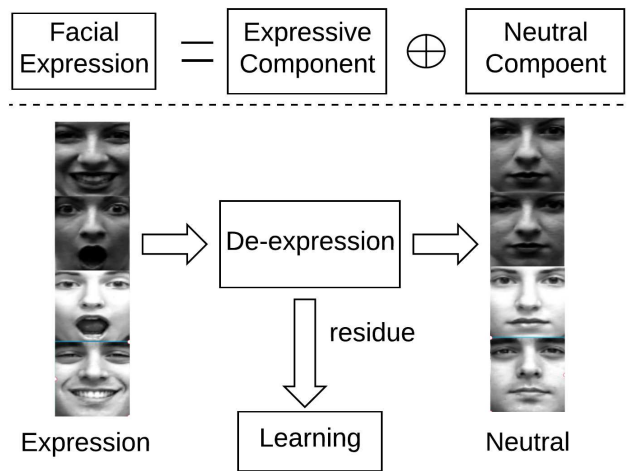 Facial
Expression
=
Expressive
Component
⊕
Neutral
Compoent
De-expression
residue
Learning
Expression
Neutral